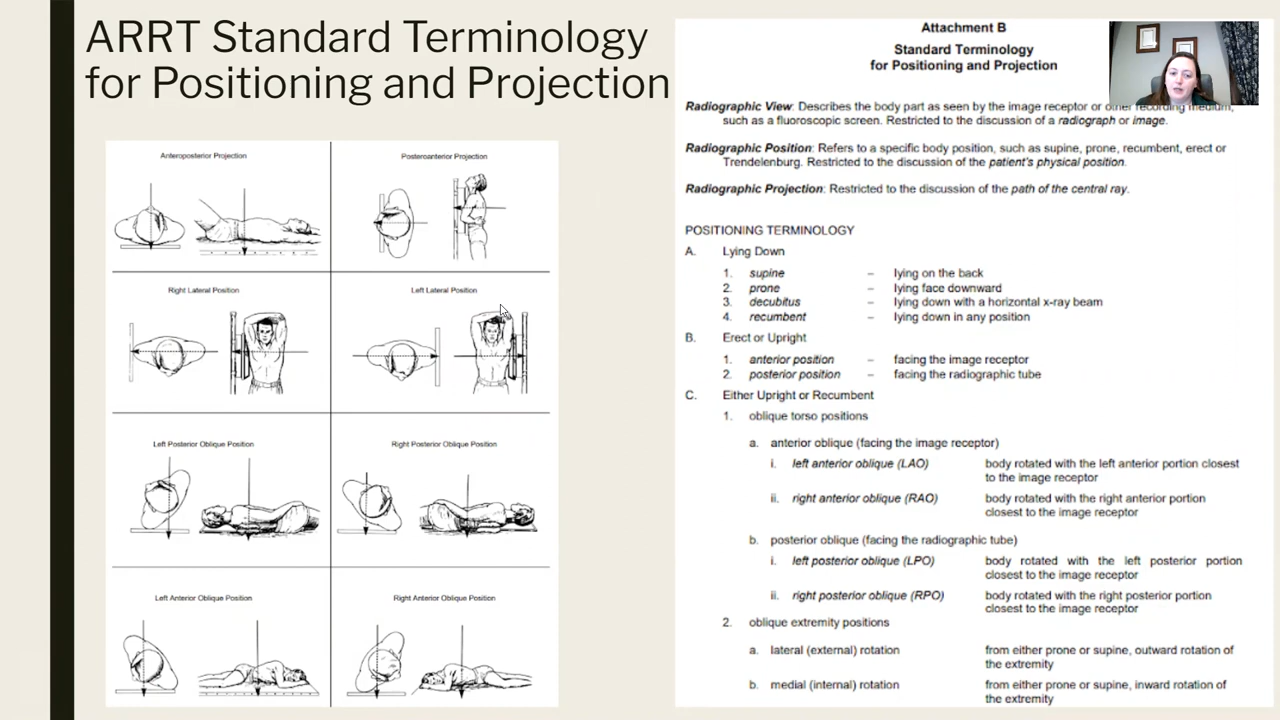 ARRT Standard Terminology
for Positioning and Projection
Anteroposterior Projection
Posteroanterior Projection
Right Lateral Position
Left Lateral Position
Left Posterior Oblique Position
Right Posterior Oblique Position
Left Anterior Oblique Position
Right Anterior Oblique Position
Attachment B
Standard Terminology
for Positioning and Projection
Radiographic View: Describes the body part as seen by the image receptor or other recording medium,
such as a fluoroscopic screen. Restricted to the discussion of a radiograph or image.
Radiographic Position: Refers to a specific body position, such as supine, prone, recumbent, erect or
Trendelenburg. Restricted to the discussion of the patient's physical position.
Radiographic Projection: Restricted to the discussion of the path of the central ray.
POSITIONING TERMINOLOGY
A. Lying Down
1. supine – lying on the back
2. prone – lying face downward
3. decubitus – lying down with a horizontal x-ray beam
4. recumbent – lying down in any position
B. Erect or Upright
1. anterior position – facing the image receptor
2. posterior position – facing the radiographic tube
C. Either Upright or Recumbent
1. oblique torso positions
a. anterior oblique (facing the image receptor)
i. left anterior oblique (LAO) body rotated with the left anterior portion closest
to the image receptor
ii. right anterior oblique (RAO) body rotated with the right anterior portion
closest to the image receptor
b. posterior oblique (facing the radiographic tube)
i. left posterior oblique (LPO) body rotated with the left posterior portion
closest to the image receptor
ii. right posterior oblique (RPO) body rotated with the right posterior portion
closest to the image receptor
2. oblique extremity positions
a. lateral (external) rotation from either prone or supine, outward rotation of
the extremity
b. medial (internal) rotation from either prone or supine, inward rotation of
the extremity